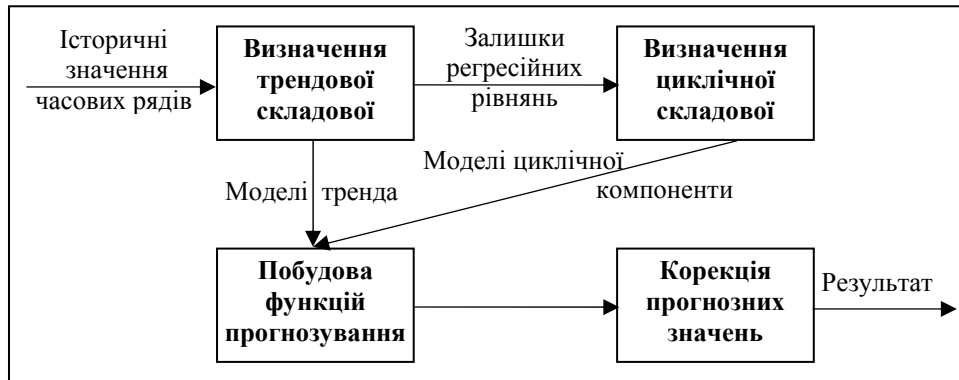 Історичні
значення
часових рядів
Визначення
трендової
складової
Залишки
регресійних
рівнянь
Визначення
циклічної
складової
Моделі тренда
Моделі циклічної
компоненти
Побудова
функцій
прогнозування
Корекція
прогнозних
значень
Результат